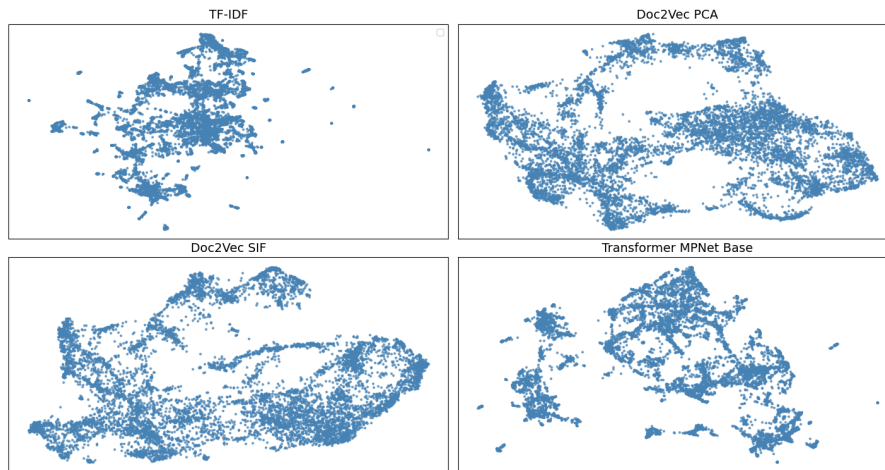 TF-IDF
Doc2Vec PCA
Doc2Vec SIF
Transformer MPNet Base